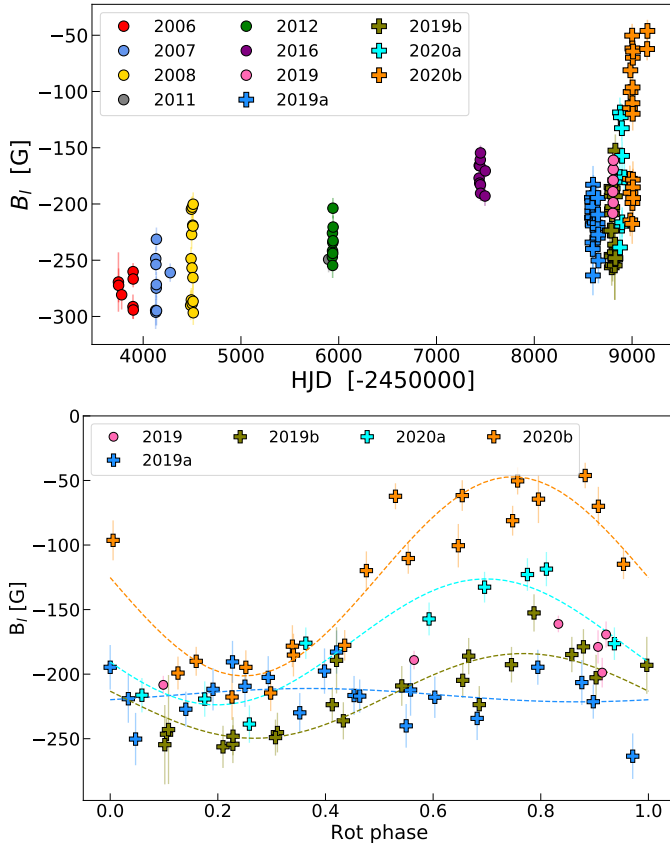 2006 2012 2019b
2007 2016 2020a
2008 2019 2020b
2011 2019a
−50
−100
−150
−200
−250
−300
B_l [G]
4000 5000 6000 7000 8000 9000
HJD [-2450000]
2019 2019b 2020a 2020b
2019a
0
−50
−100
−150
−200
−250
B_l [G]
0.0 0.2 0.4 0.6 0.8 1.0
Rot phase